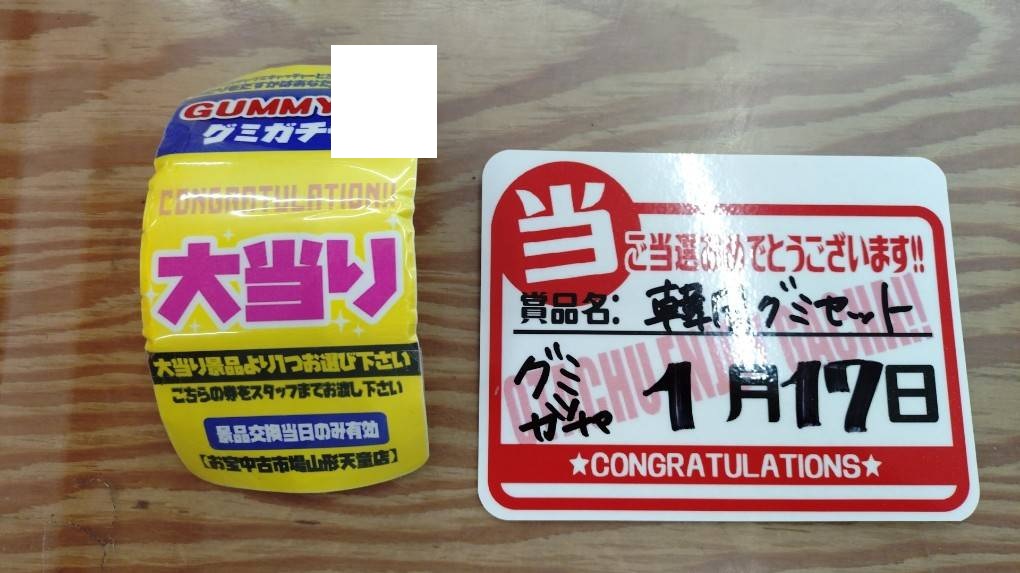 GUMMY
グミガチ
CONGRATULATION!!
大当り
大当り景品より1つお選び下さい
こちらの券をスタッフまでお渡し下さい
景品交換当日のみ有効
【お宝中古市場山形天童店】
当
ご当選おめでとうございます!!
賞品名: 韓国グミセット
グミ
ガチャ
1月17日
★CONGRATULATIONS★